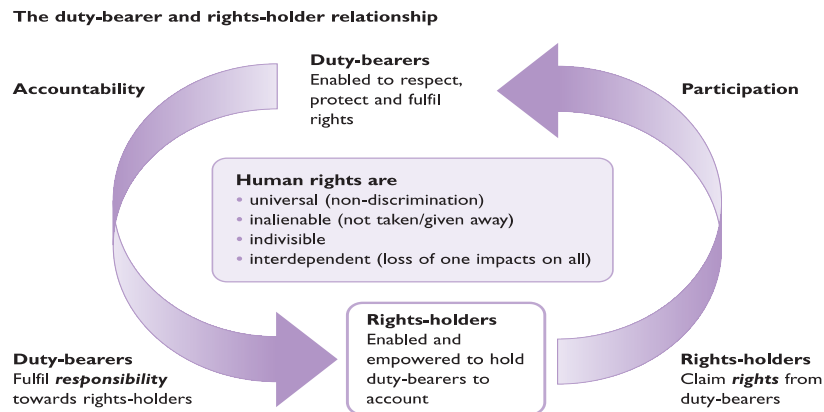 The duty-bearer and rights-holder relationship
Duty-bearers
Enabled to respect,
protect and fulfil
rights
Accountability
Participation
Human rights are
• universal (non-discrimination)
• inalienable (not taken/given away)
• indivisible
• interdependent (loss of one impacts on all)
Rights-holders
Enabled and
empowered to hold
duty-bearers to
account
Duty-bearers
Fulfil responsibility
towards rights-holders
Rights-holders
Claim rights from
duty-bearers